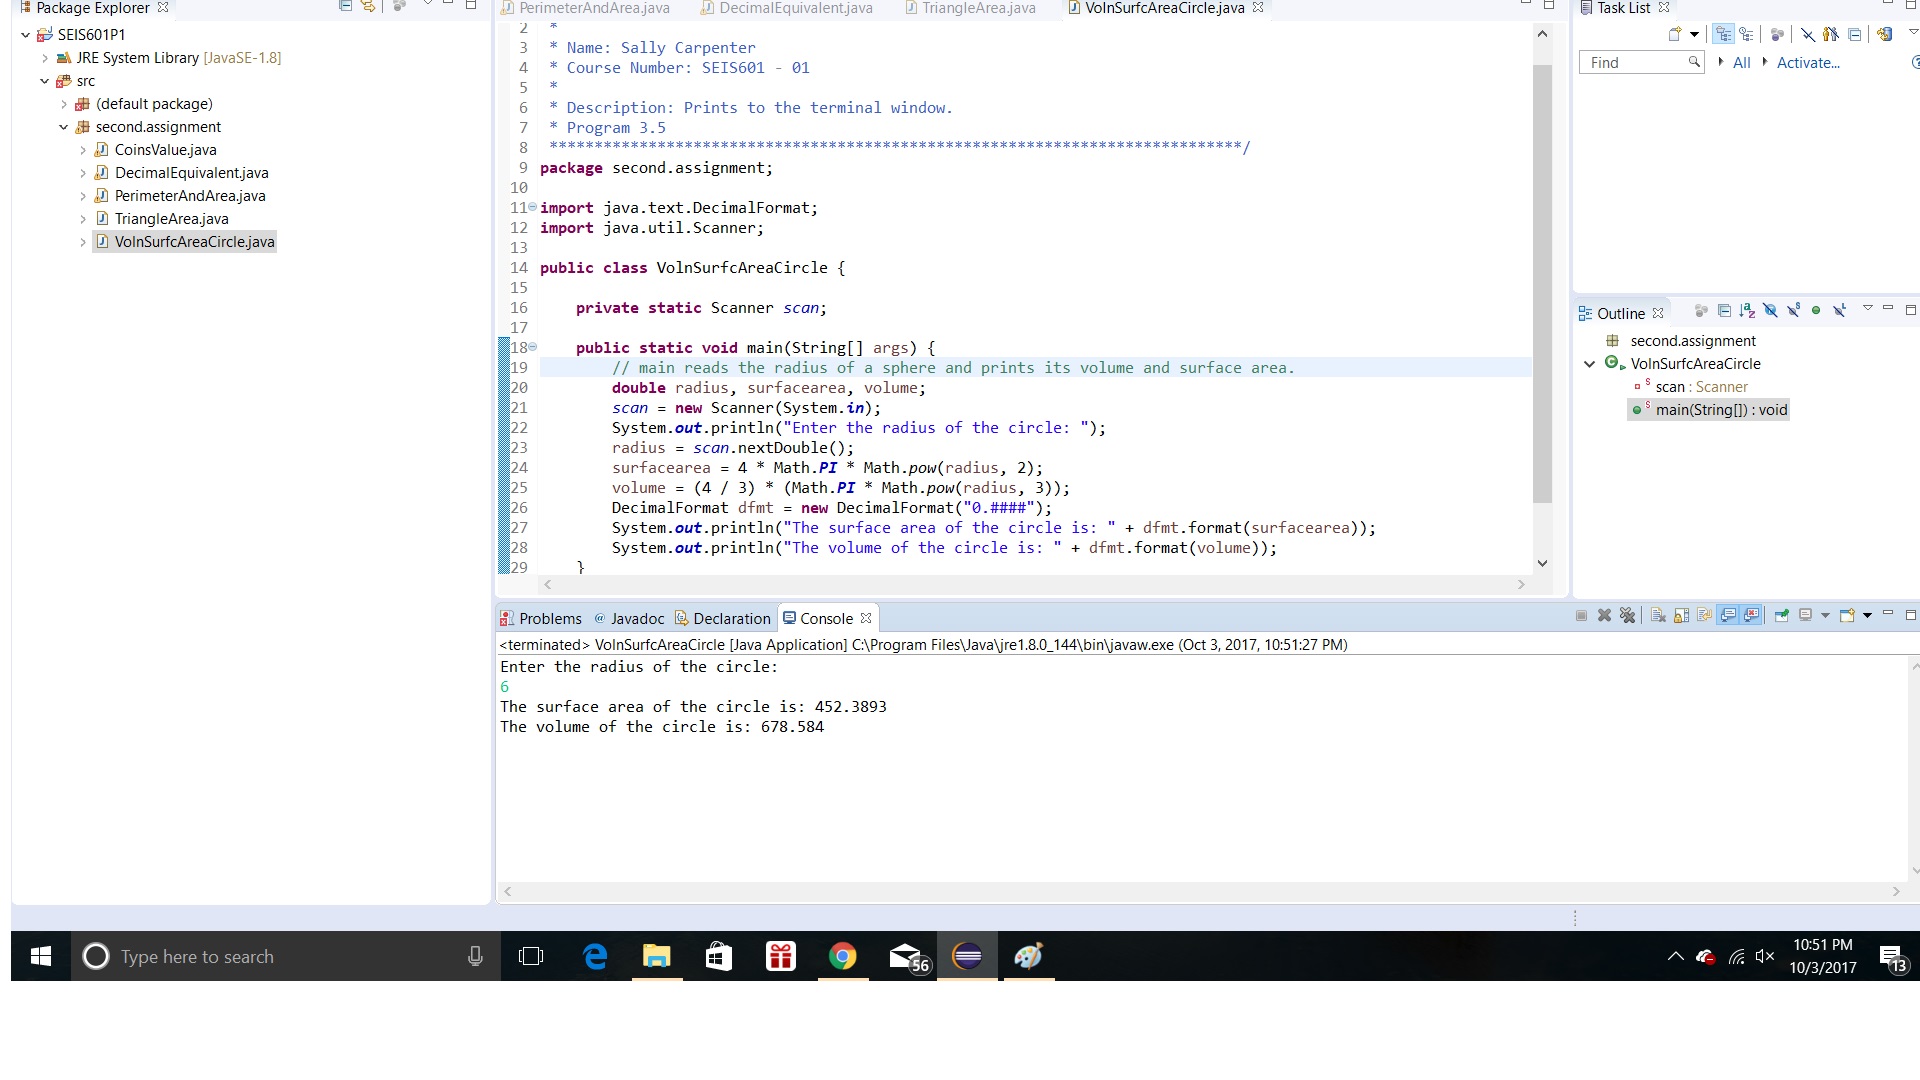 Package Explorer
SEIS601P1
JRE System Library [JavaSE-1.8]
src
(default package)
second.assignment
CoinsValue.java
DecimalEquivalent.java
PerimeterAndArea.java
TriangleArea.java
VolnSurfcAreaCircle.java
PerimeterAndArea.java DecimalEquivalent.java TriangleArea.java VolnSurfcAreaCircle.java
2 *
3 * Name: Sally Carpenter
4 * Course Number: SEIS601 - 01
5 *
6 * Description: Prints to the terminal window.
7 * Program 3.5
8 *****************************************************************************/
9 package second.assignment;
10
11 import java.text.DecimalFormat;
12 import java.util.Scanner;
13
14 public class VolnSurfcAreaCircle {
15
16 private static Scanner scan;
17
18 public static void main(String[] args) {
19 // main reads the radius of a sphere and prints its volume and surface area.
20 double radius, surfacearea, volume;
21 scan = new Scanner(System.in);
22 System.out.println("Enter the radius of the circle: ");
23 radius = scan.nextDouble();
24 surfacearea = 4 * Math.PI * Math.pow(radius, 2);
25 volume = (4 / 3) * (Math.PI * Math.pow(radius, 3));
26 DecimalFormat dfmt = new DecimalFormat("0.####");
27 System.out.println("The surface area of the circle is: " + dfmt.format(surfacearea));
28 System.out.println("The volume of the circle is: " + dfmt.format(volume));
29 }
Task List
Find All Activate...
Outline
second.assignment
VolnSurfcAreaCircle
scan : Scanner
main(String[]) : void
Problems @ Javadoc Declaration Console
<terminated> VolnSurfcAreaCircle [Java Application] C:\Program Files\Java\jre1.8.0_144\bin\javaw.exe (Oct 3, 2017, 10:51:27 PM)
Enter the radius of the circle:
6
The surface area of the circle is: 452.3893
The volume of the circle is: 678.584
Type here to search
56
10:51 PM
10/3/2017
13